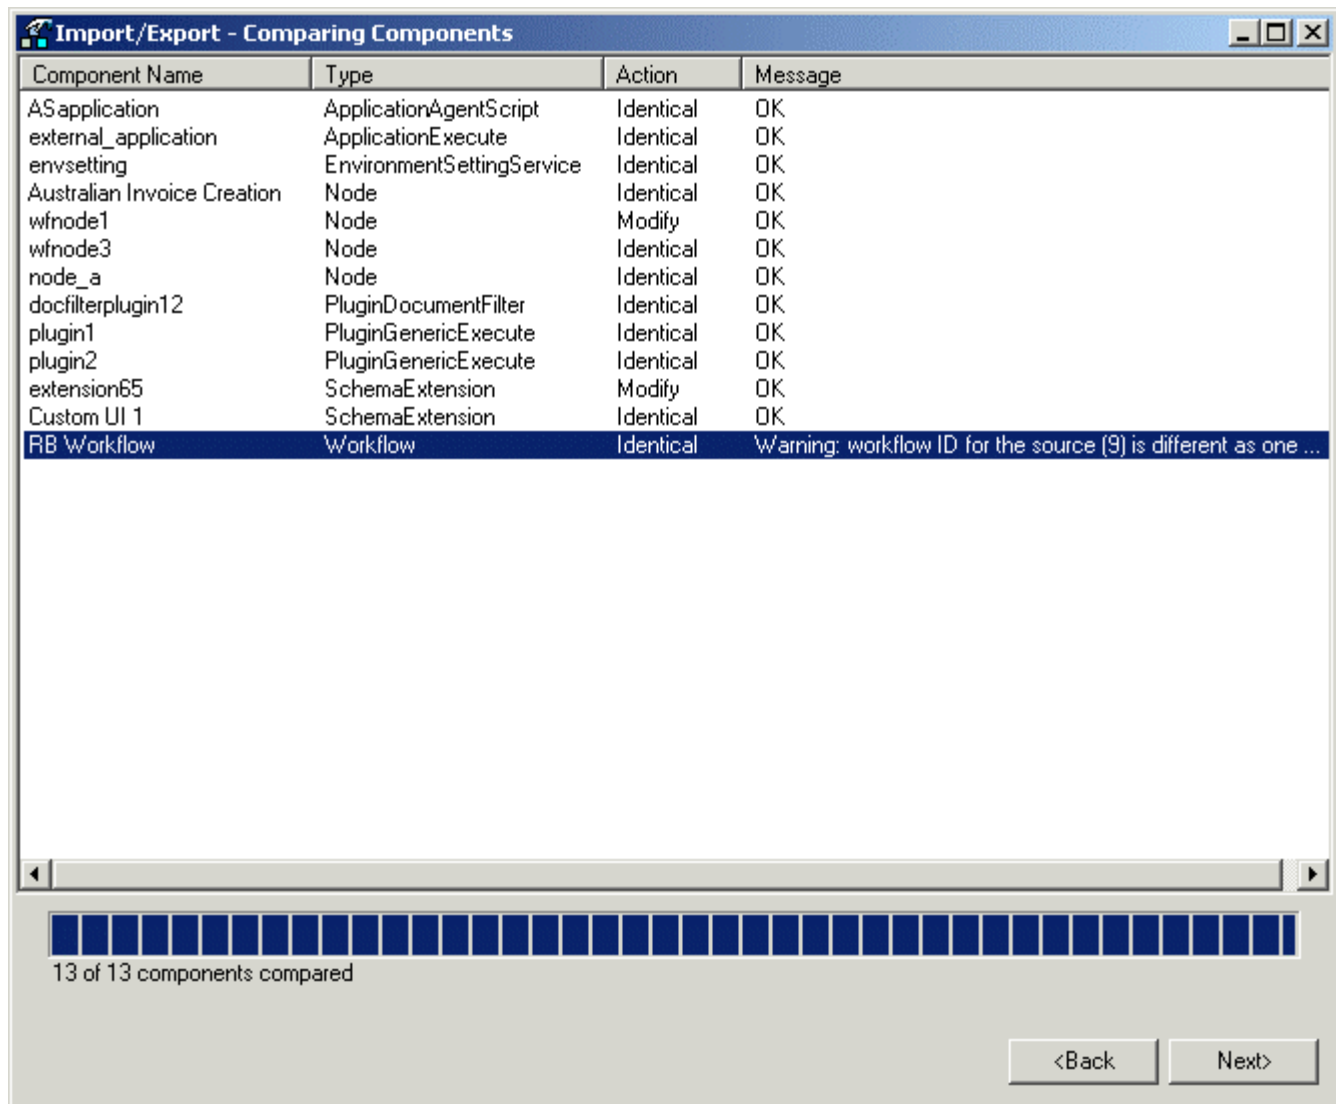 Import/Export - Comparing Components
Component Name Type Action Message
ASapplication ApplicationAgentScript Identical OK
external_application ApplicationExecute Identical OK
envsetting EnvironmentSettingService Identical OK
Australian Invoice Creation Node Identical OK
wfnode1 Node Modify OK
wfnode3 Node Identical OK
node_a Node Identical OK
docfilterplugin12 PluginDocumentFilter Identical OK
plugin1 PluginGenericExecute Identical OK
plugin2 PluginGenericExecute Identical OK
extension65 SchemaExtension Modify OK
Custom UI 1 SchemaExtension Identical OK
RB Workflow Workflow Identical Warning: workflow ID for the source (9) is different as one ...
13 of 13 components compared
<Back Next>